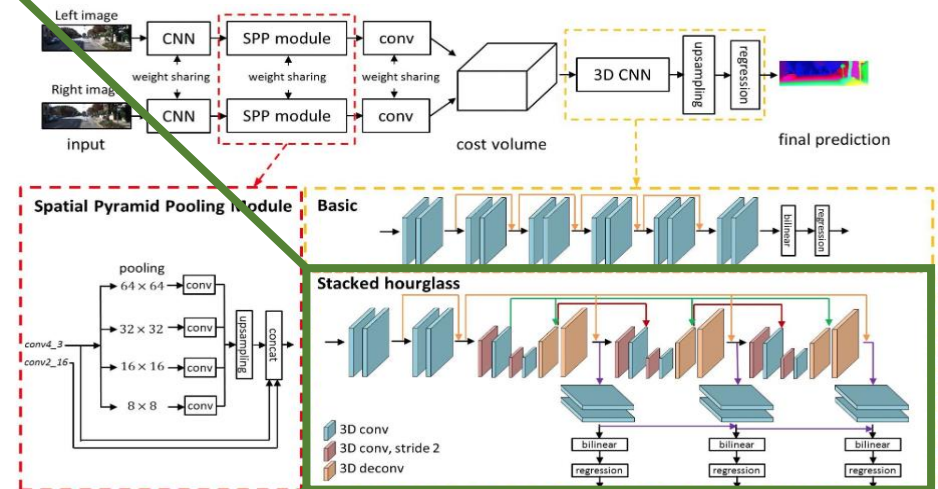 Left image
CNN
SPP module
conv
weight sharing
weight sharing
weight sharing
Right imag
CNN
SPP module
conv
input
cost volume
3D CNN
upsampling
regression
final prediction
Spatial Pyramid Pooling Module
pooling
64 × 64
conv
32 × 32
conv
16 × 16
conv
8 × 8
conv
conv4_3
conv2_16
upsampling
concat
Basic
bilinear
regression
Stacked hourglass
3D conv
3D conv, stride 2
3D deconv
bilinear
regression
bilinear
regression
bilinear
regression